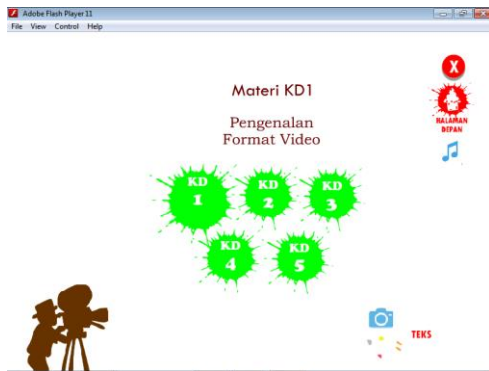 Adobe Flash Player 11
File View Control Help
X
Materi KD1
HALAMAN
DEPAN
Pengenalan
Format Video
KD
1
KD
2
KD
3
KD
4
KD
5
TEKS